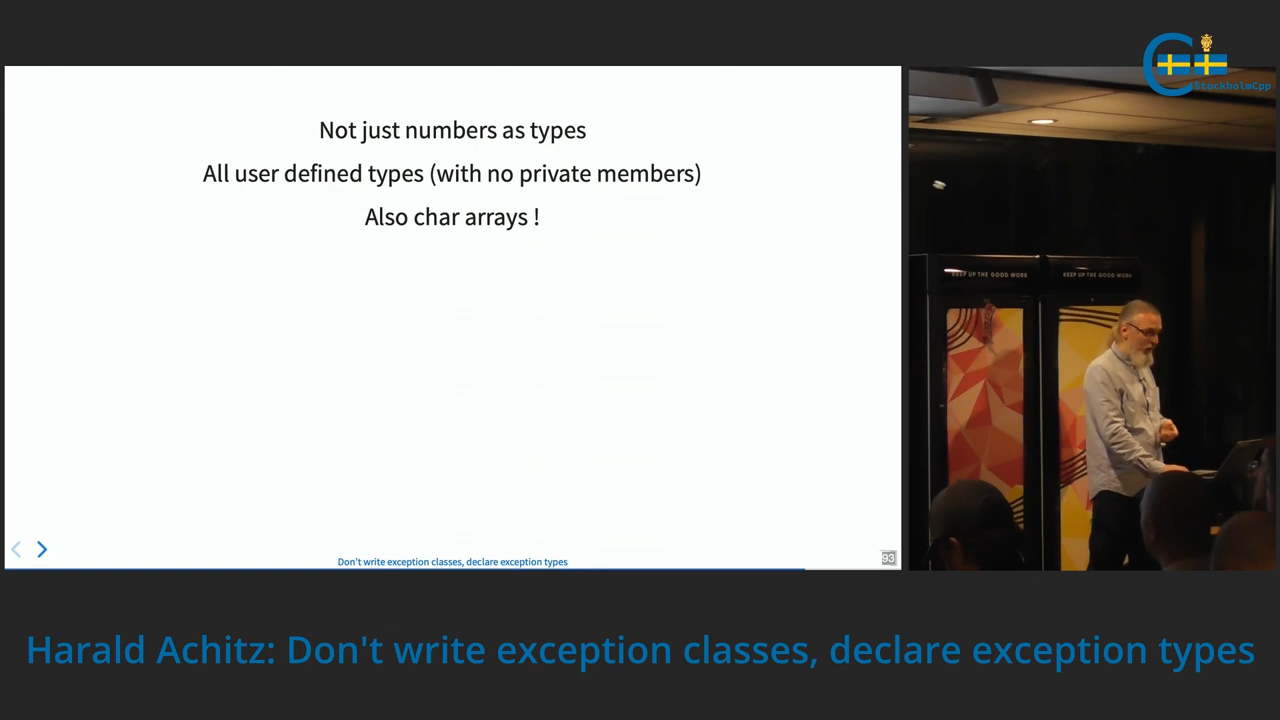 StockholmCpp
Not just numbers as types
All user defined types (with no private members)
Also char arrays !
KEEP UP THE GOOD WORK
KEEP UP THE GOOD WORK
Don't write exception classes, declare exception types
93
Harald Achitz: Don't write exception classes, declare exception types